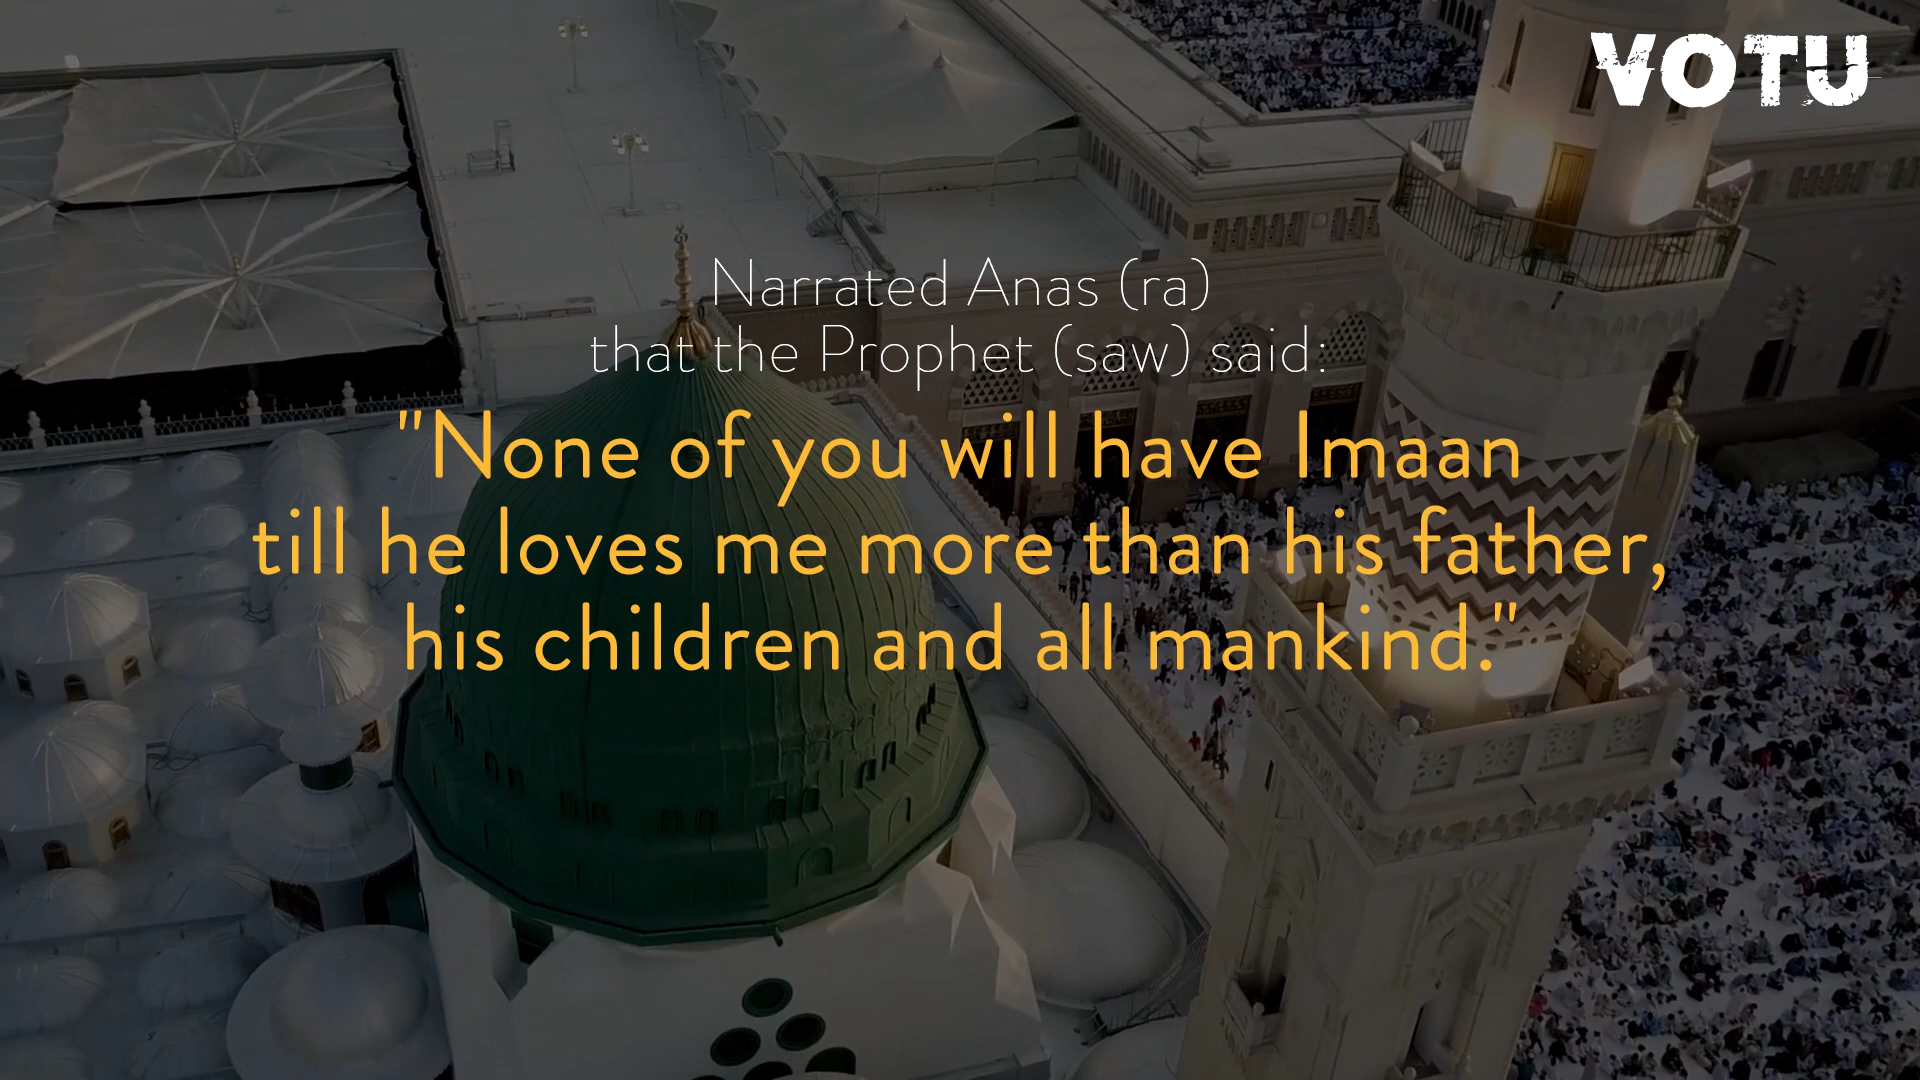 VOTU
Narrated Anas (ra)
that the Prophet (saw) said:
"None of you will have Imaan
till he loves me more than his father,
his children and all mankind."